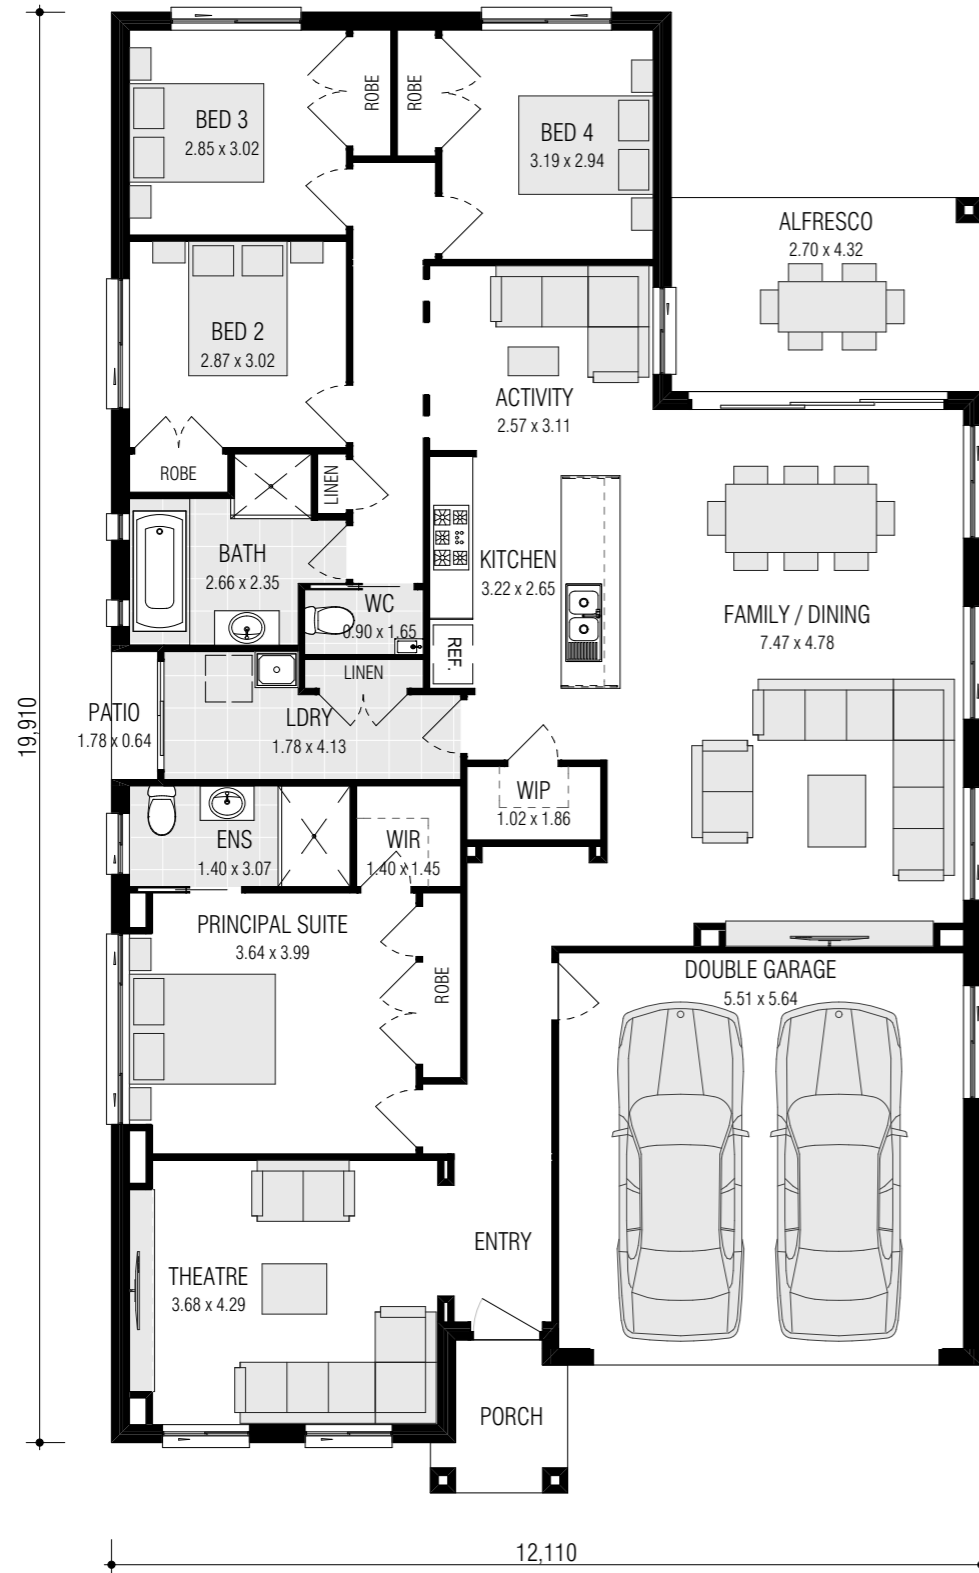 BED 3
2.85 x 3.02
ROBE
ROBE
BED 4
3.19 x 2.94
ALFRESCO
2.70 x 4.32
BED 2
2.87 x 3.02
ACTIVITY
2.57 x 3.11
ROBE
LINEN
BATH
2.66 x 2.35
KITCHEN
3.22 x 2.65
WC
0.90 x 1.65
FAMILY / DINING
7.47 x 4.78
REF.
LINEN
PATIO
1.78 x 0.64
LDRY
1.78 x 4.13
19,910
WIP
1.02 x 1.86
ENS
1.40 x 3.07
WIR
1.40 x 1.45
PRINCIPAL SUITE
3.64 x 3.99
ROBE
DOUBLE GARAGE
5.51 x 5.64
ENTRY
THEATRE
3.68 x 4.29
PORCH
12,110